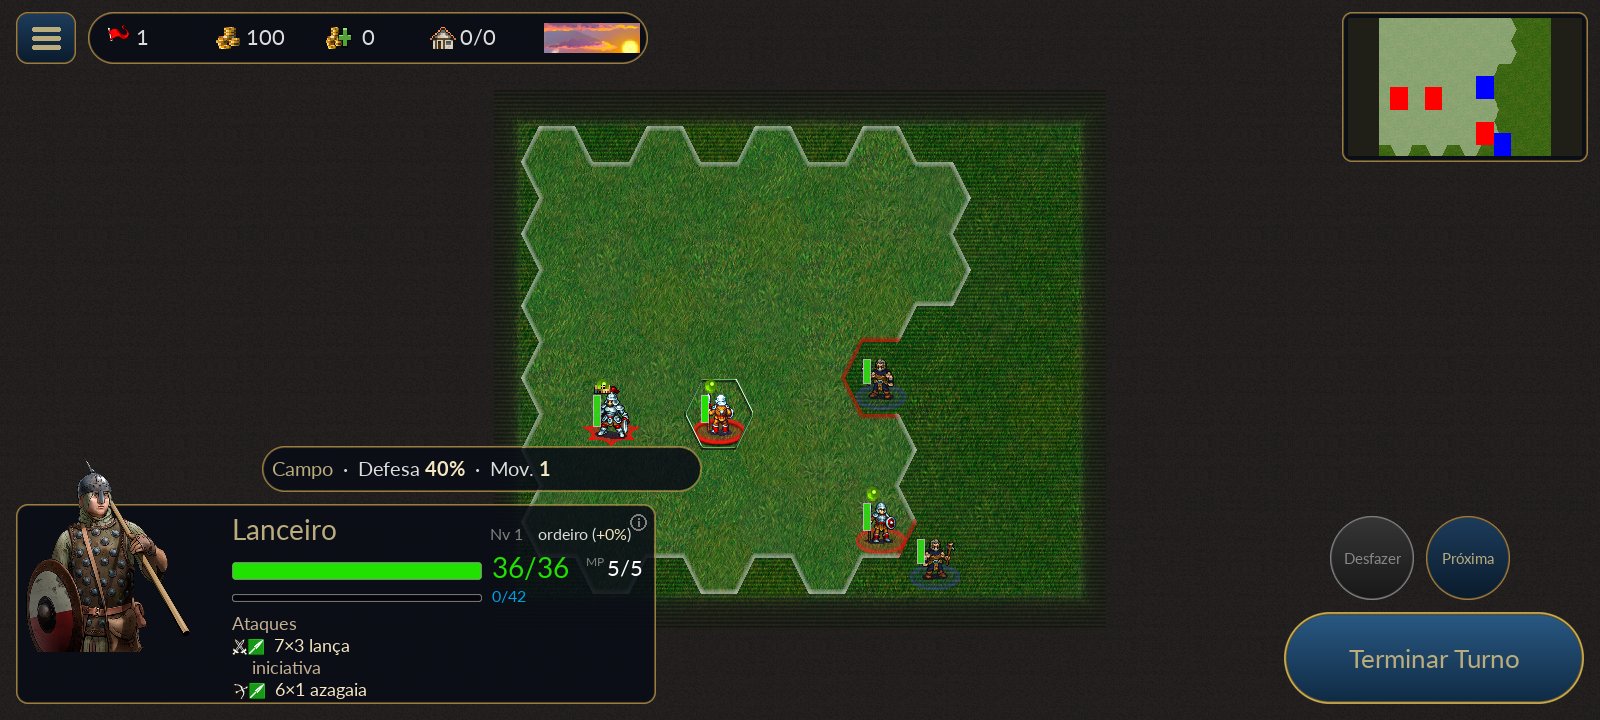 1
100
0
0/0
Campo · Defesa 40% · Mov. 1
Lanceiro
Nv 1 ordeiro (+0%)
36/36
MP 5/5
0/42
Ataques
7×3 lança
iniciativa
6×1 azagaia
Desfazer
Próxima
Terminar Turno